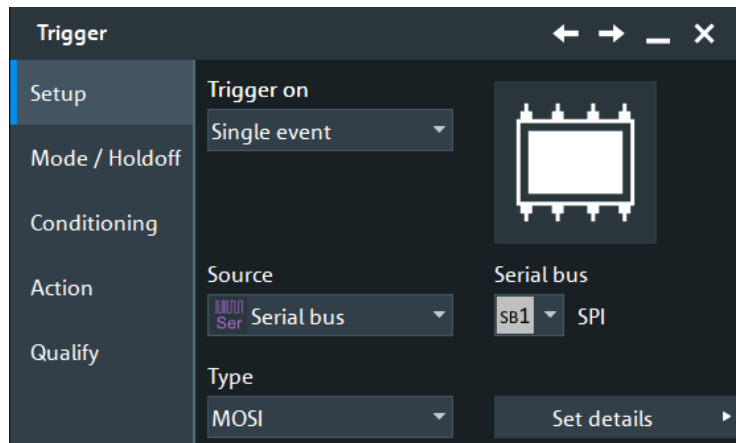 Trigger
Setup
Mode / Holdoff
Conditioning
Action
Qualify
Trigger on
Single event
Source
Serial bus
Ser Serial bus
SB1 SPI
Type
MOSI
Set details